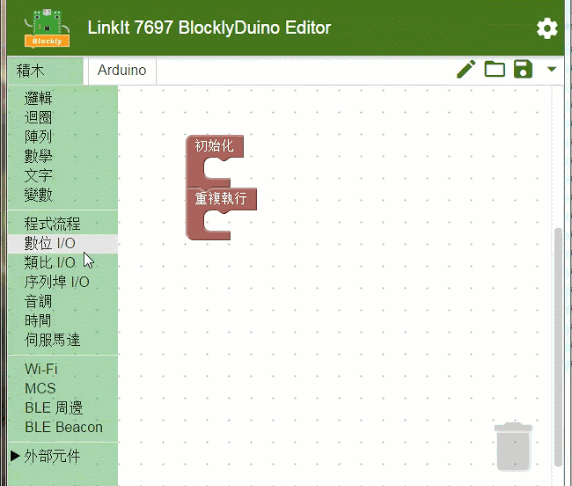 LinkIt 7697 BlocklyDuino Editor
Blockly
積木
Arduino
邏輯
迴圈
陣列
數學
文字
變數
程式流程
數位 I/O
類比 I/O
序列埠 I/O
音調
時間
伺服馬達
Wi-Fi
MCS
BLE 周邊
BLE Beacon
外部元件
初始化
重複執行